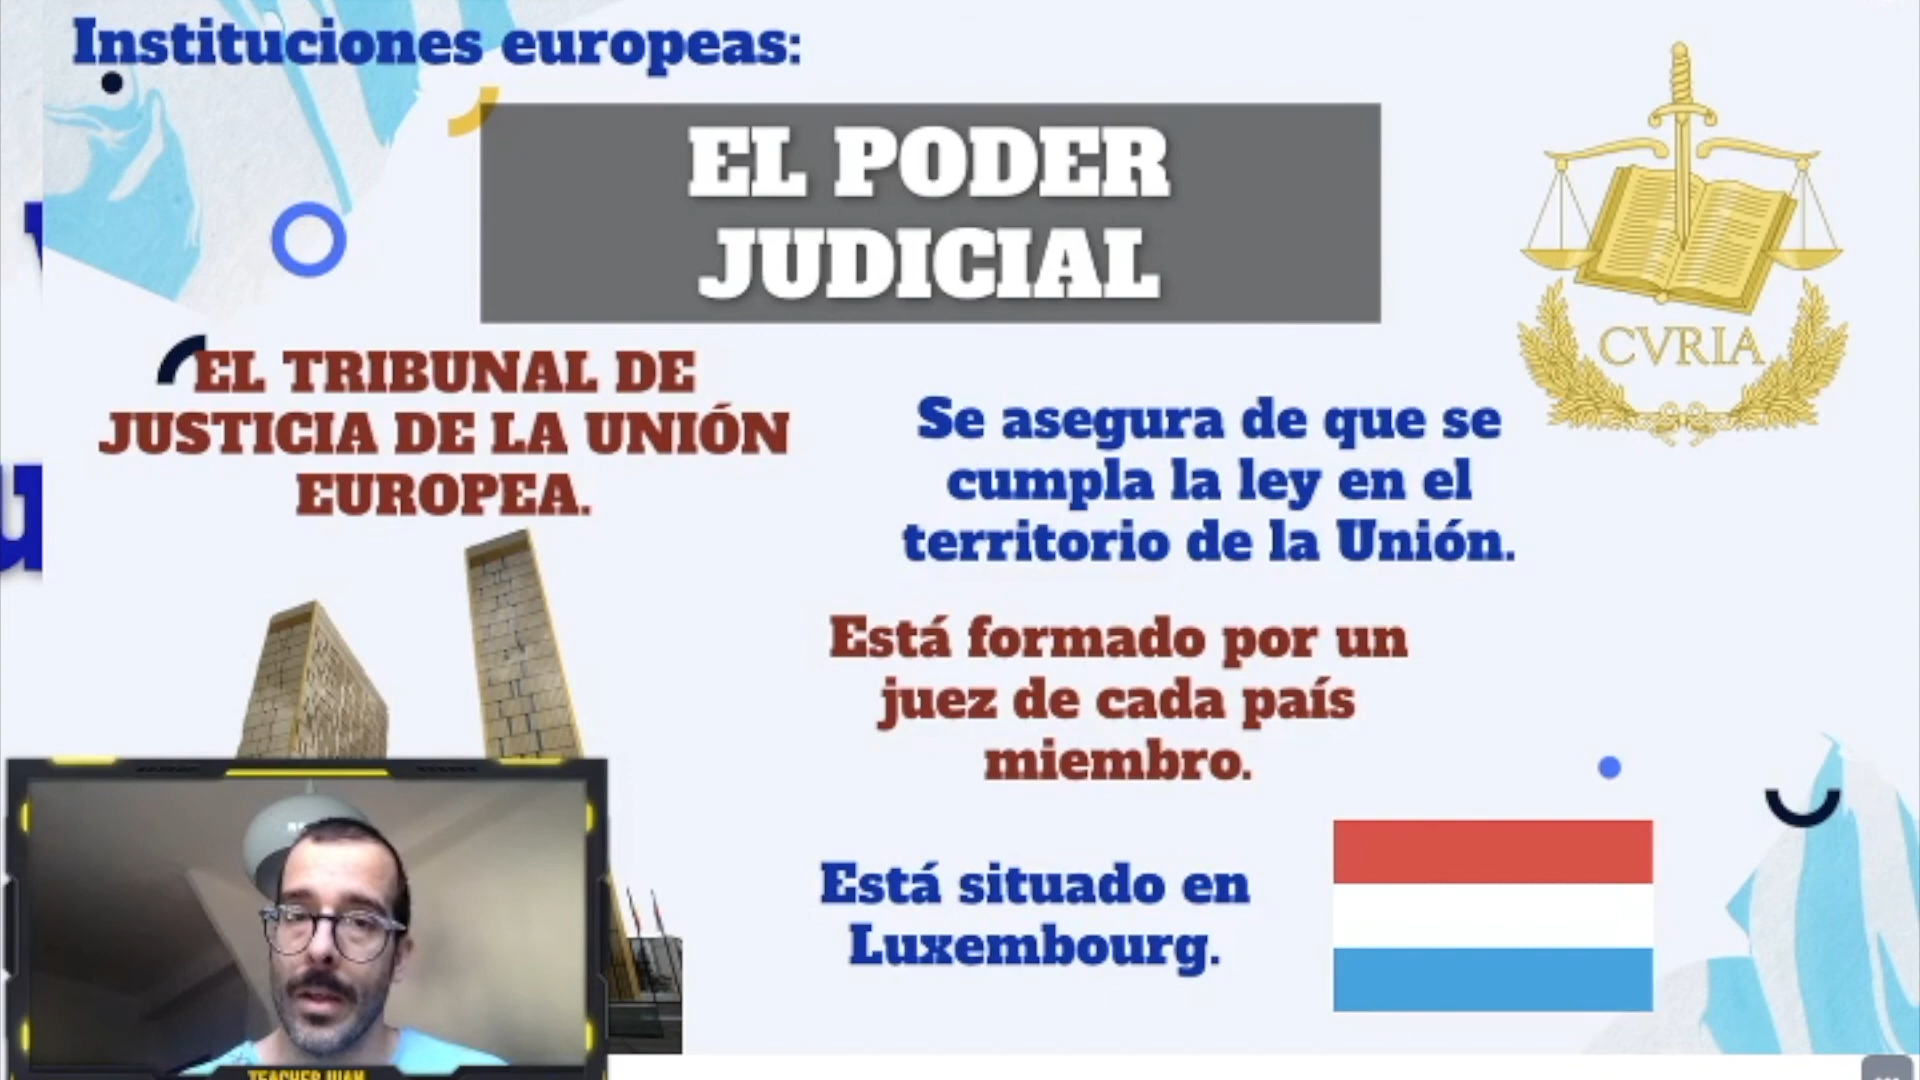 Instituciones europeas:
EL PODER
JUDICIAL
CVRIA
EL TRIBUNAL DE
JUSTICIA DE LA UNIÓN
EUROPEA.
Se asegura de que se
cumpla la ley en el
territorio de la Unión.
Está formado por un
juez de cada país
miembro.
Está situado en
Luxembourg.
TEACHER JUAN